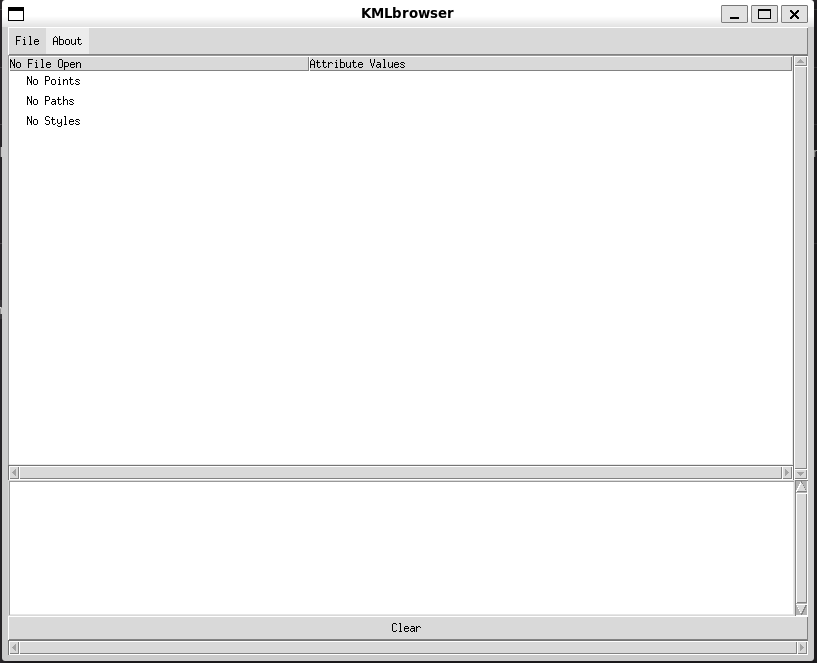 KMLbrowser
File About
No File Open Attribute Values
No Points
No Paths
No Styles
Clear